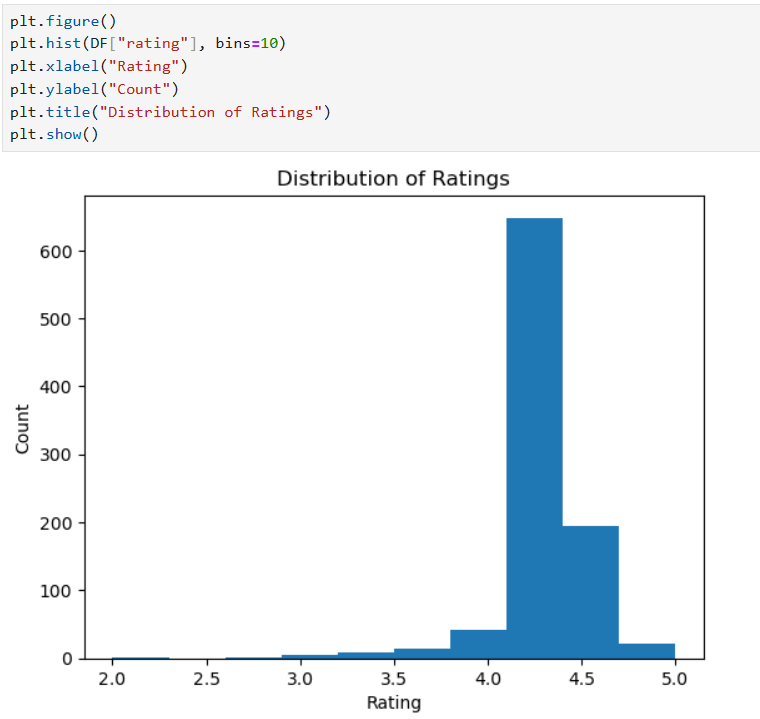 plt.figure()
plt.hist(DF["rating"], bins=10)
plt.xlabel("Rating")
plt.ylabel("Count")
plt.title("Distribution of Ratings")
plt.show()
Distribution of Ratings
600
500
400
300
200
100
0
Count
2.0 2.5 3.0 3.5 4.0 4.5 5.0
Rating